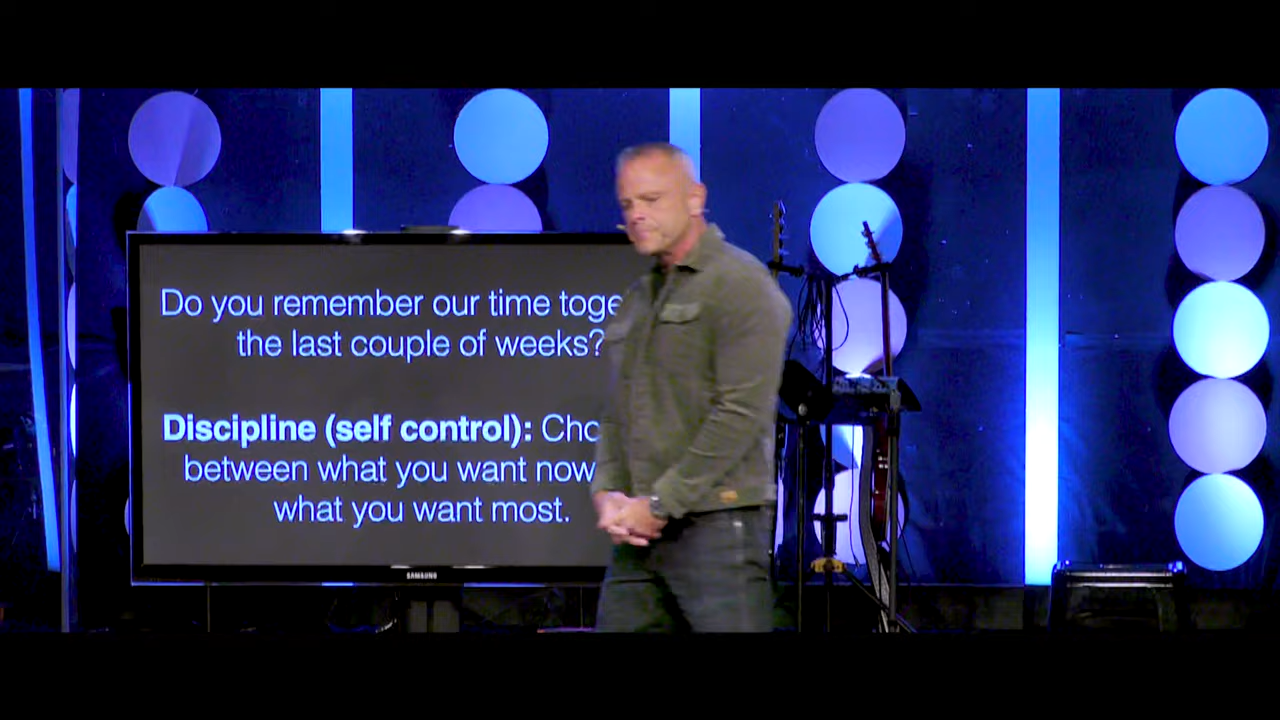 Do you remember our time toge
the last couple of weeks?
Discipline (self control): Cho
between what you want now
what you want most.
SAMSUNG